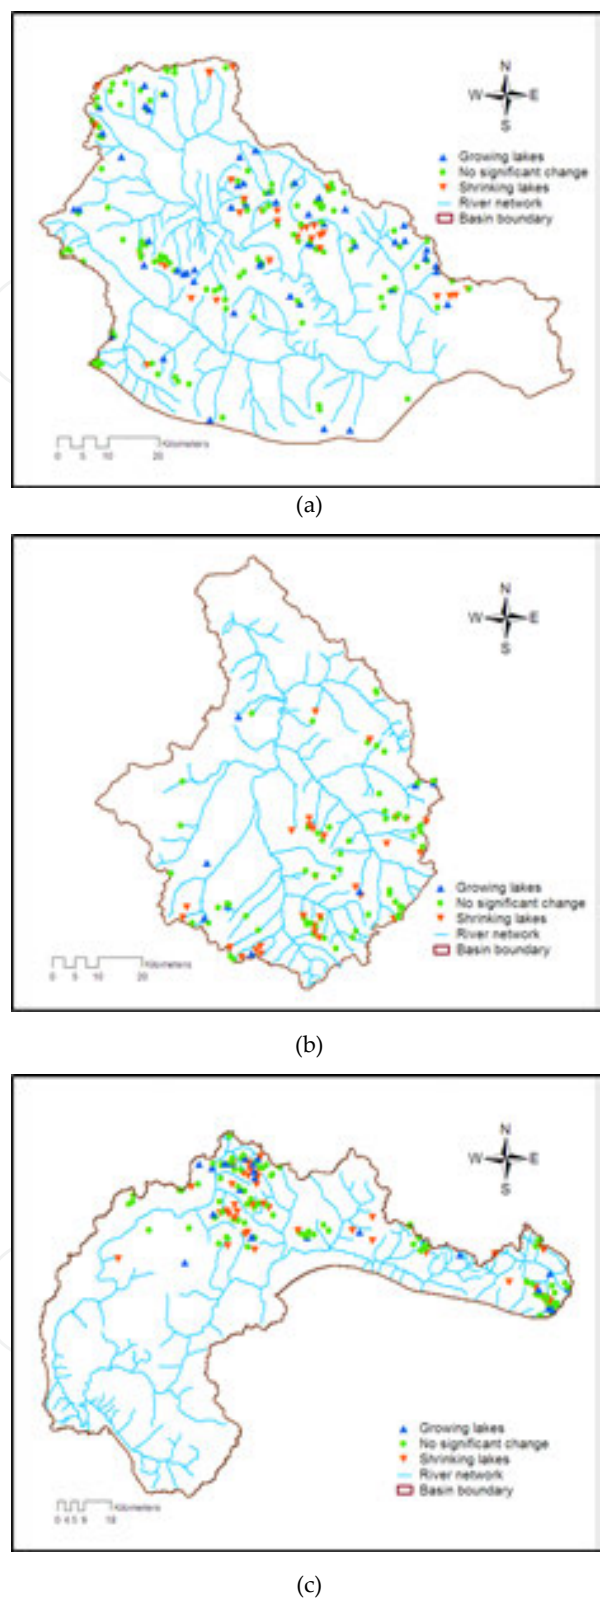 N
W E
S
Growing lakes
No significant change
Shrinking lakes
River network
Basin boundary
Kilometers
0 5 10 20
(a)
N
W E
S
Growing lakes
No significant change
Shrinking lakes
River network
Basin boundary
Kilometers
0 5 10 20
(b)
N
W E
S
Growing lakes
No significant change
Shrinking lakes
River network
Basin boundary
Kilometers
(c)